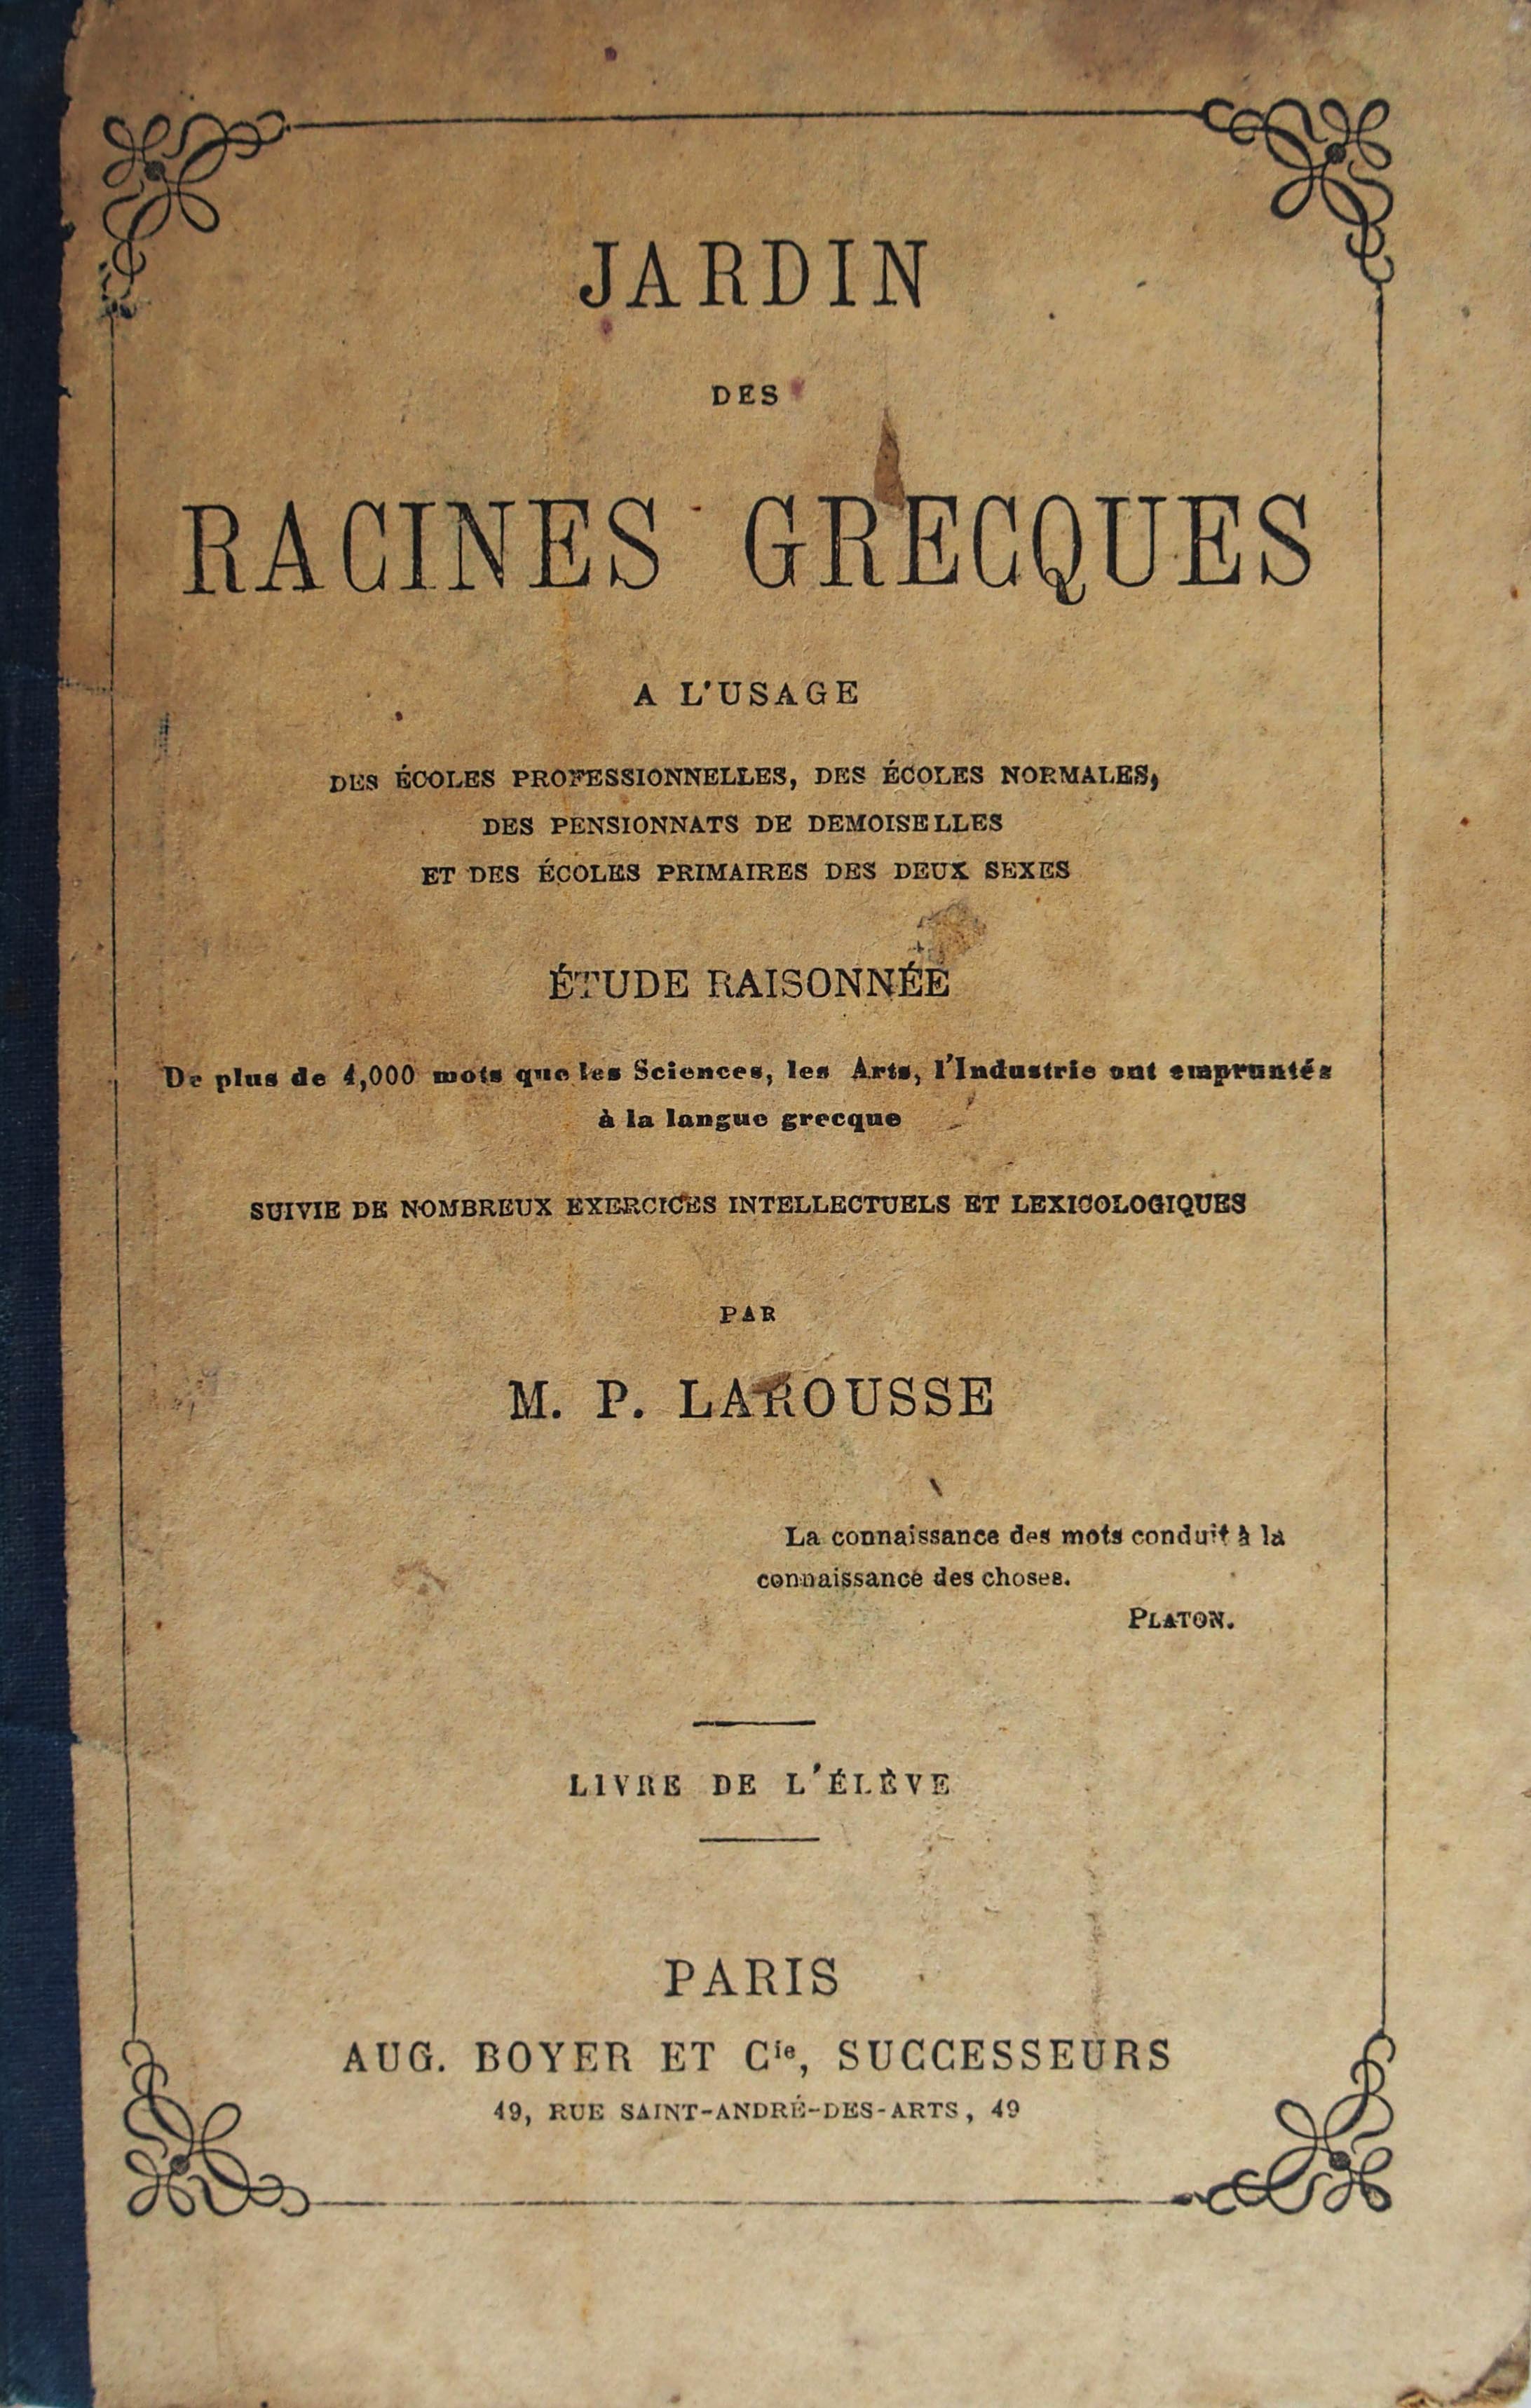 JARDIN
DES
RACINES GRECQUES
A L'USAGE
DES ÉCOLES PROFESSIONNELLES, DES ÉCOLES NORMALES,
DES PENSIONNATS DE DEMOISELLES
ET DES ÉCOLES PRIMAIRES DES DEUX SEXES
ÉTUDE RAISONNÉE
De plus de 4,000 mots que les Sciences, les Arts, l'Industrie ont empruntés
à la langue grecque
SUIVIE DE NOMBREUX EXERCICES INTELLECTUELS ET LEXICOLOGIQUES
PAR
M. P. LAROUSSE
La connaissance des mots conduit à la
connaissance des choses.
PLATON.
LIVRE DE L'ÉLÈVE
PARIS
AUG. BOYER ET Cie, SUCCESSEURS
49, RUE SAINT-ANDRÉ-DES-ARTS, 49